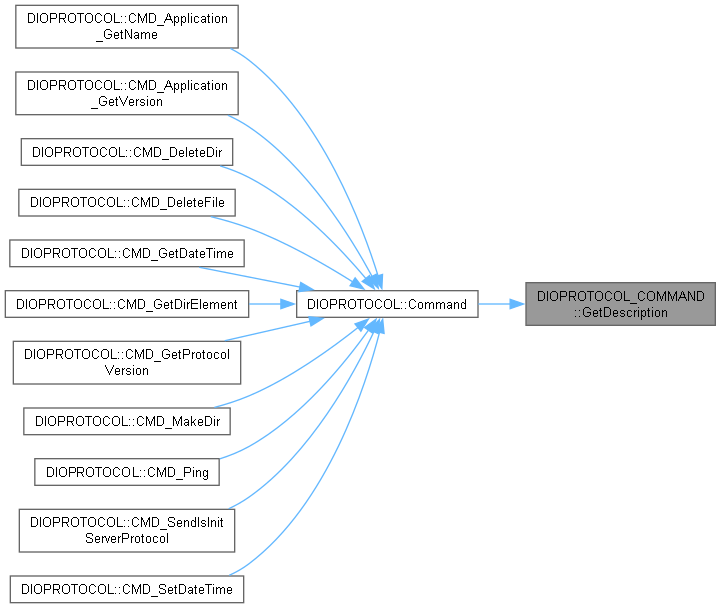 DIOPROTOCOL::CMD_Application
_GetName
DIOPROTOCOL::CMD_Application
_GetVersion
DIOPROTOCOL::CMD_DeleteDir
DIOPROTOCOL::CMD_DeleteFile
DIOPROTOCOL::CMD_GetDateTime
DIOPROTOCOL::CMD_GetDirElement
DIOPROTOCOL::CMD_GetProtocol
Version
DIOPROTOCOL::CMD_MakeDir
DIOPROTOCOL::CMD_Ping
DIOPROTOCOL::CMD_SendIsInit
ServerProtocol
DIOPROTOCOL::CMD_SetDateTime
DIOPROTOCOL::Command
DIOPROTOCOL_COMMAND
::GetDescription